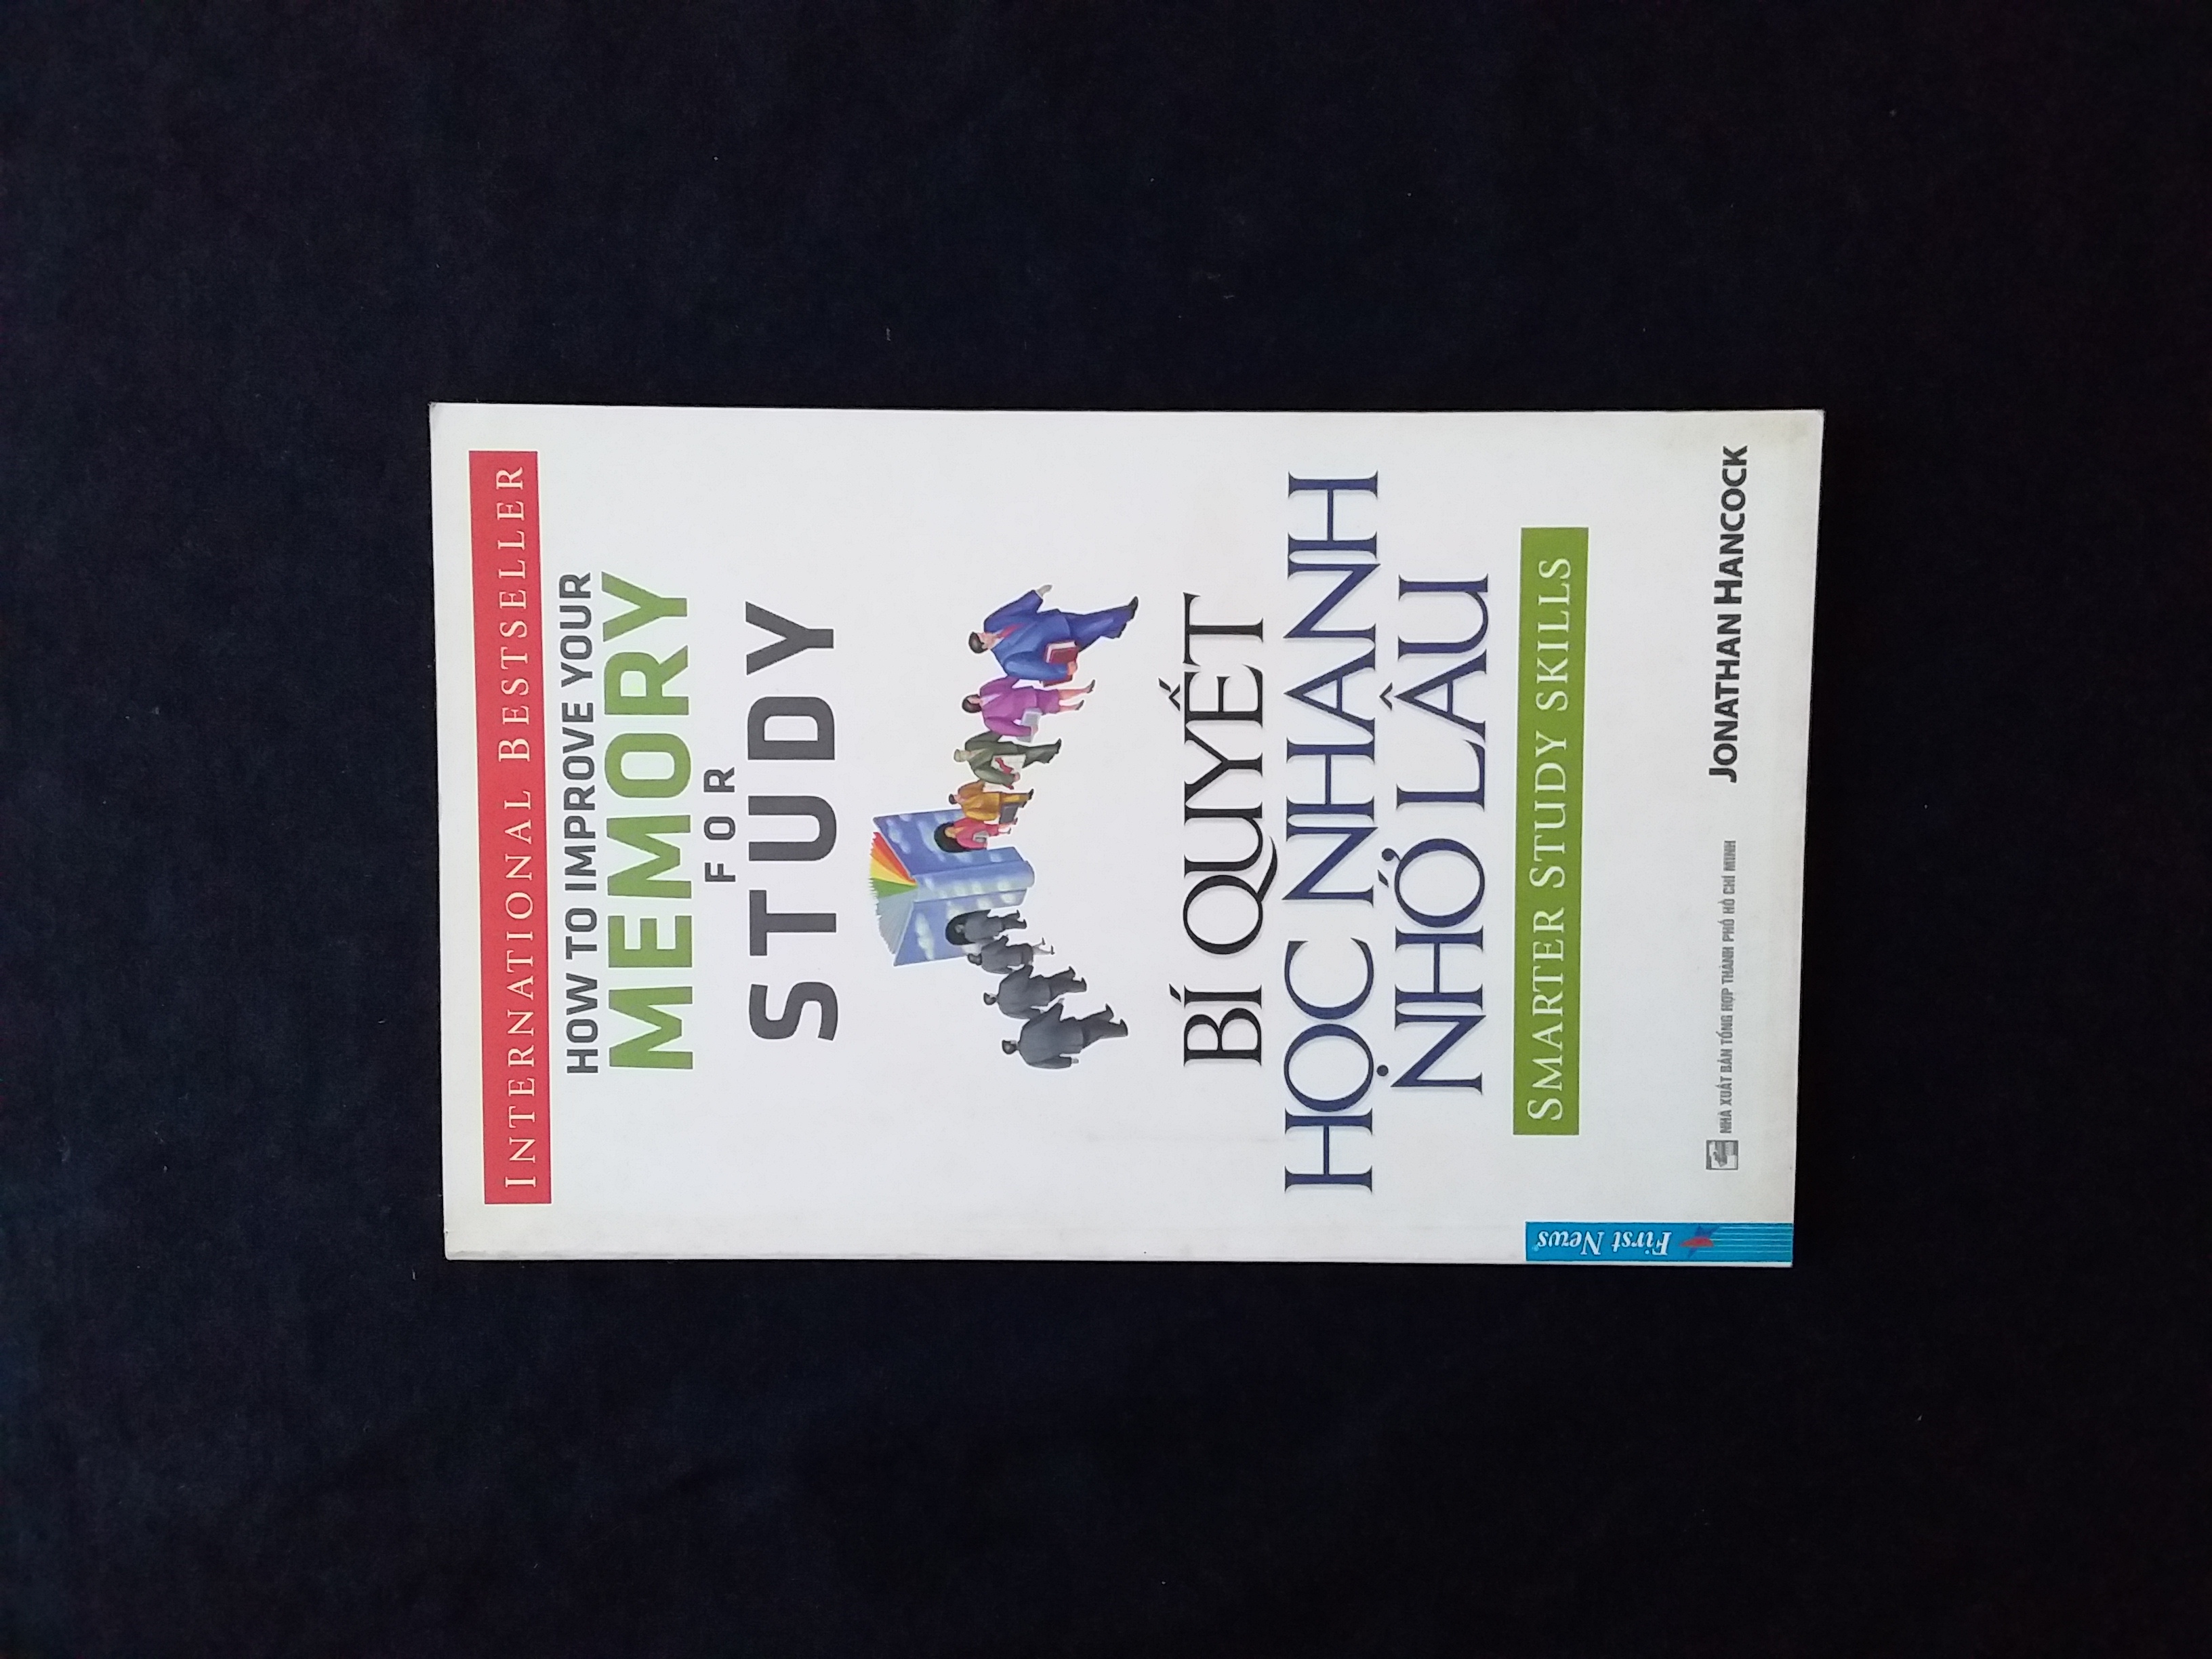 INTERNATIONAL BESTSELLER
HOW TO IMPROVE YOUR
MEMORY
FOR
STUDY
BÍ QUYẾT
HỌC NHANH
NHỚ LÂU
SMARTER STUDY SKILLS
First News
NHÀ XUẤT BẢN TỔNG HỢP THÀNH PHỐ HỒ CHÍ MINH
JONATHAN HANCOCK